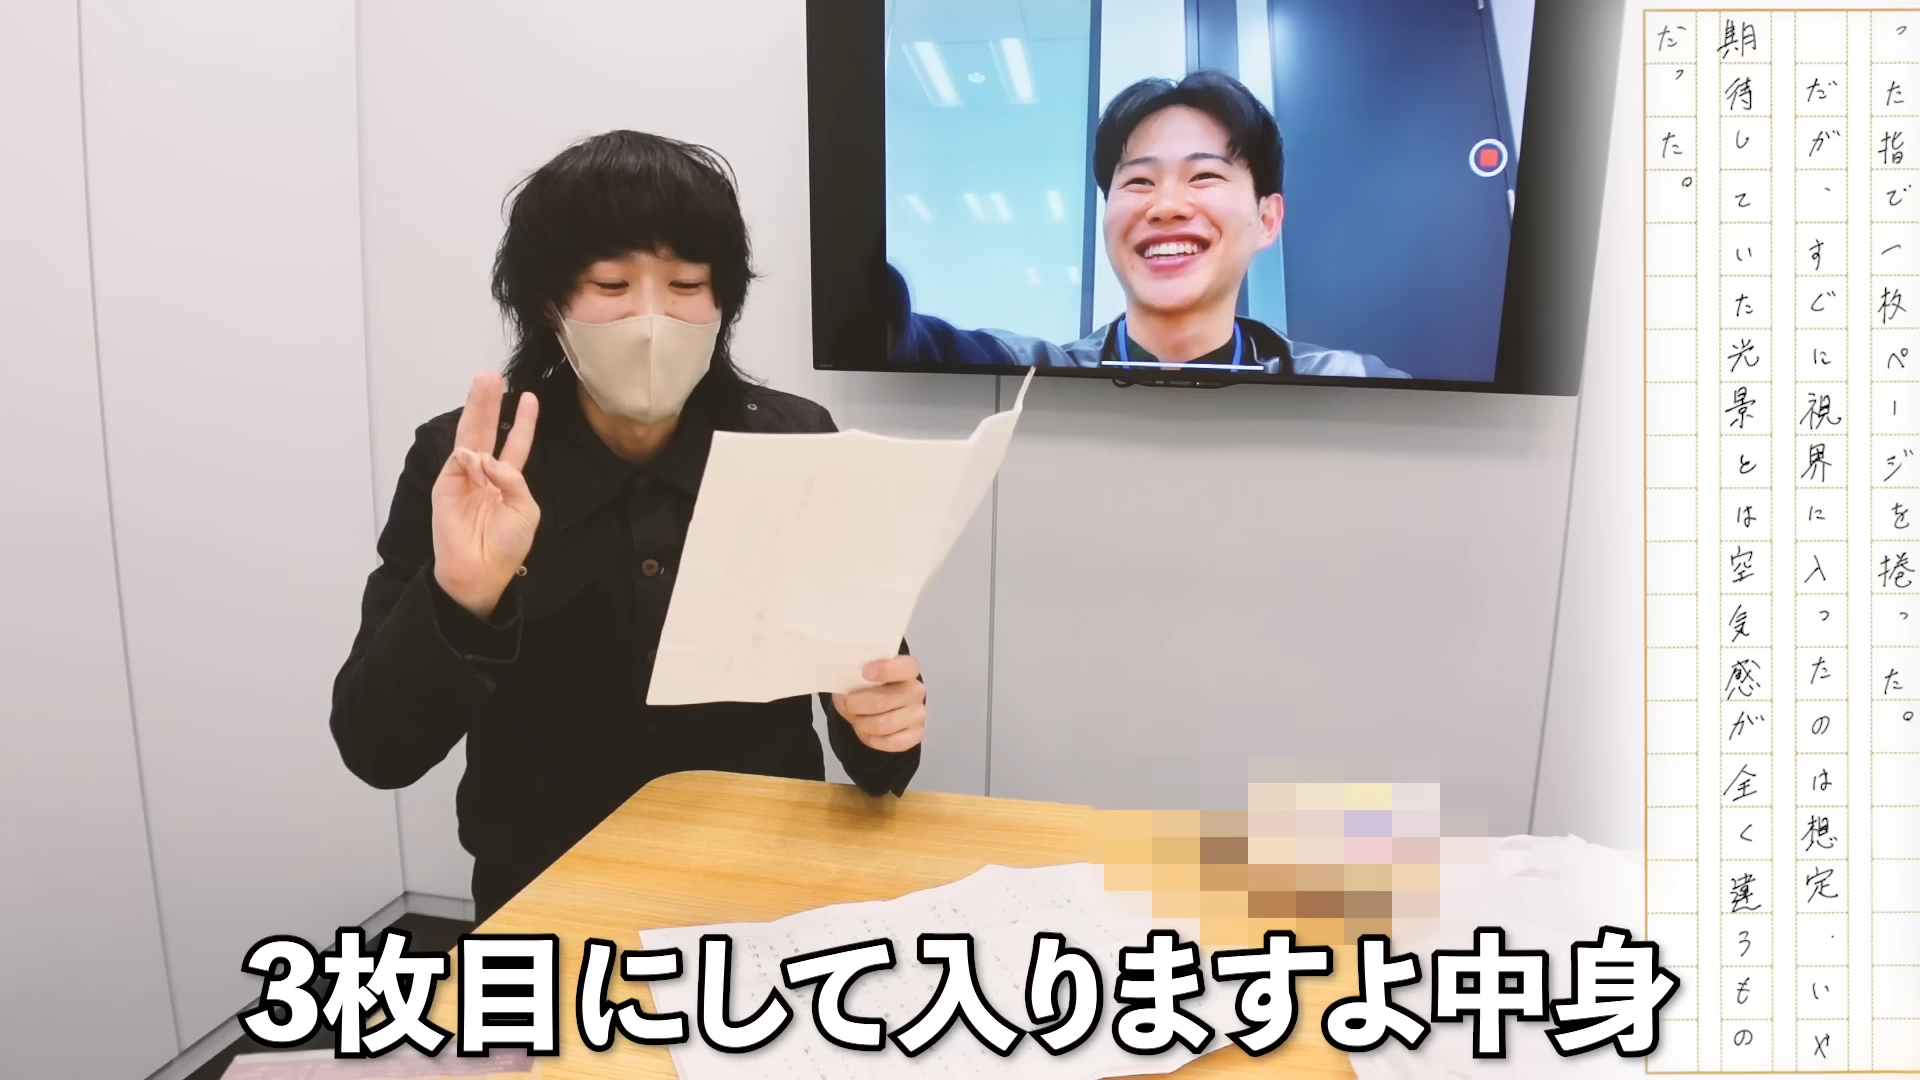 った指で一枚ページを捲った。
だが、すぐに視界に入ったのは想定・いや
期待していた光景とは空気感が全く違うもの
だった。
3枚目にして入りますよ中身